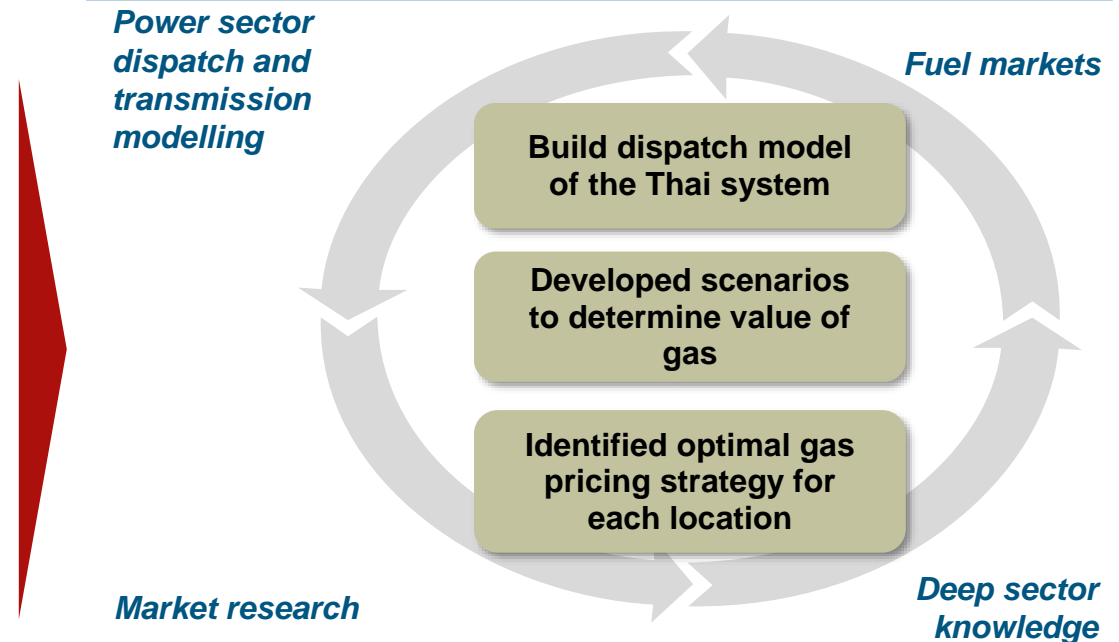 Power sector
dispatch and
transmission
modelling
Fuel markets
Build dispatch model
of the Thai system
Developed scenarios
to determine value of
gas
Identified optimal gas
pricing strategy for
each location
Market research
Deep sector
knowledge